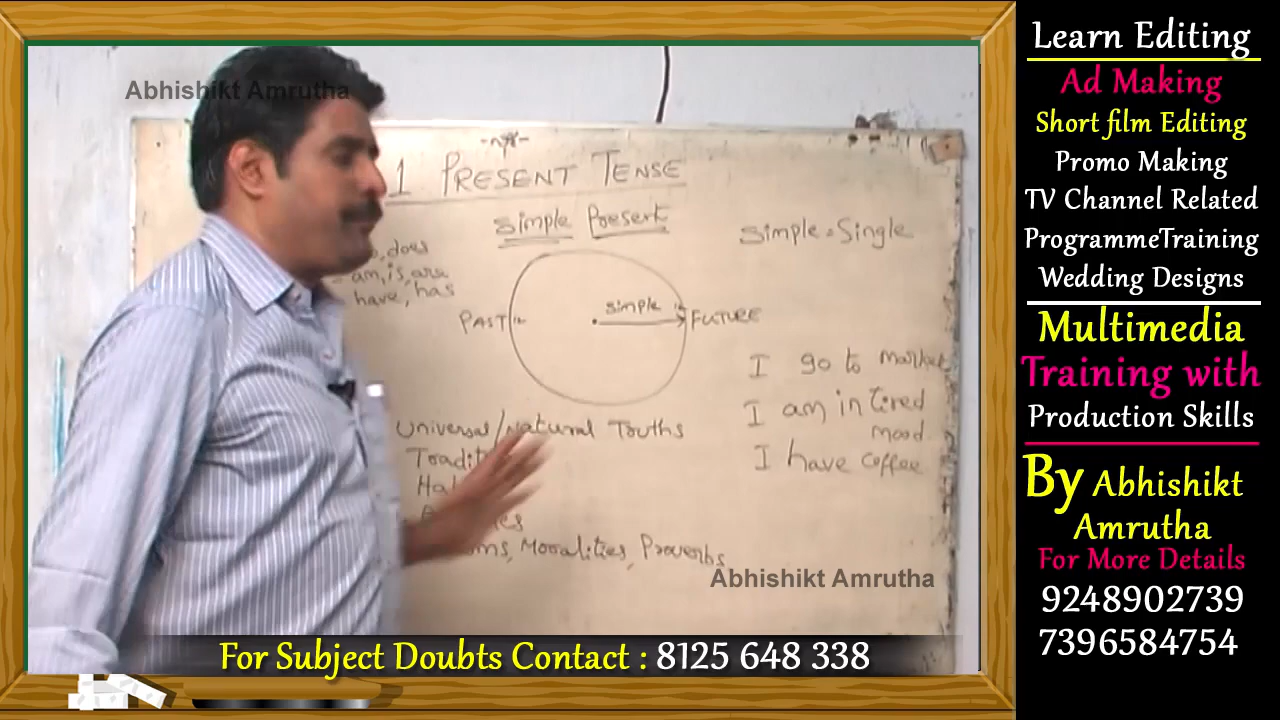 Abhishikt Amrutha
1 PRESENT TENSE
Simple Present
Simple = Single
do, does
am, is, are
have, has
simple
PAST
FUTURE
I go to market
I am in tired
mood
I have coffee
Universal/Natural Truths
Moralities, Proverbs
Abhishikt Amrutha
For Subject Doubts Contact : 8125 648 338
Learn Editing
Ad Making
Short film Editing
Promo Making
TV Channel Related
ProgrammeTraining
Wedding Designs
Multimedia
Training with
Production Skills
By Abhishikt
Amrutha
For More Details
9248902739
7396584754